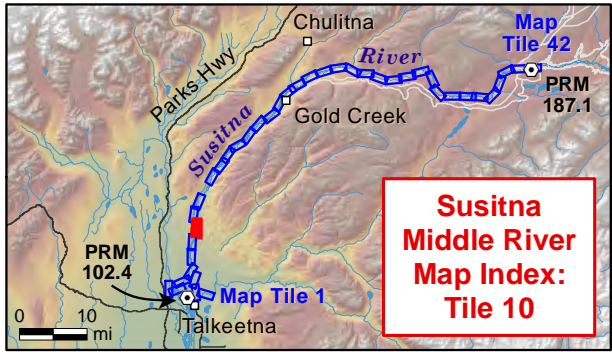 Chulitna
Map
Tile 42
River
Parks Hwy
PRM
187.1
Gold Creek
Susitna
PRM
102.4
Map Tile 1
Talkeetna
0 10
mi
Susitna
Middle River
Map Index:
Tile 10